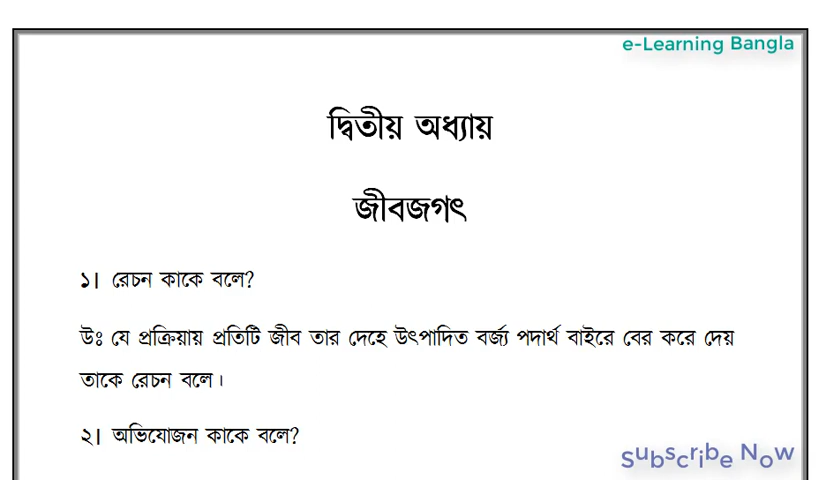 e-Learning Bangla
দ্বিতীয় অধ্যায়
জীবজগৎ
১। রেচন কাকে বলে?
উঃ যে প্রক্রিয়ায় প্রতিটি জীব তার দেহে উৎপাদিত বর্জ্য পদার্থ বাইরে বের করে দেয়
তাকে রেচন বলে।
২। অভিযোজন কাকে বলে?
Subscribe Now